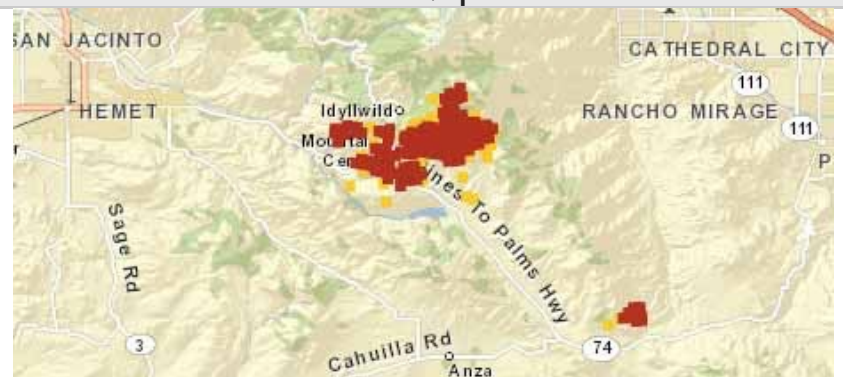 SAN JACINTO
CATHEDRAL CITY
111
HEMET
Idyllwild
RANCHO MIRAGE
111
P
Sage Rd
To Palms Hwy
3
Cahuilla Rd
74
Anza